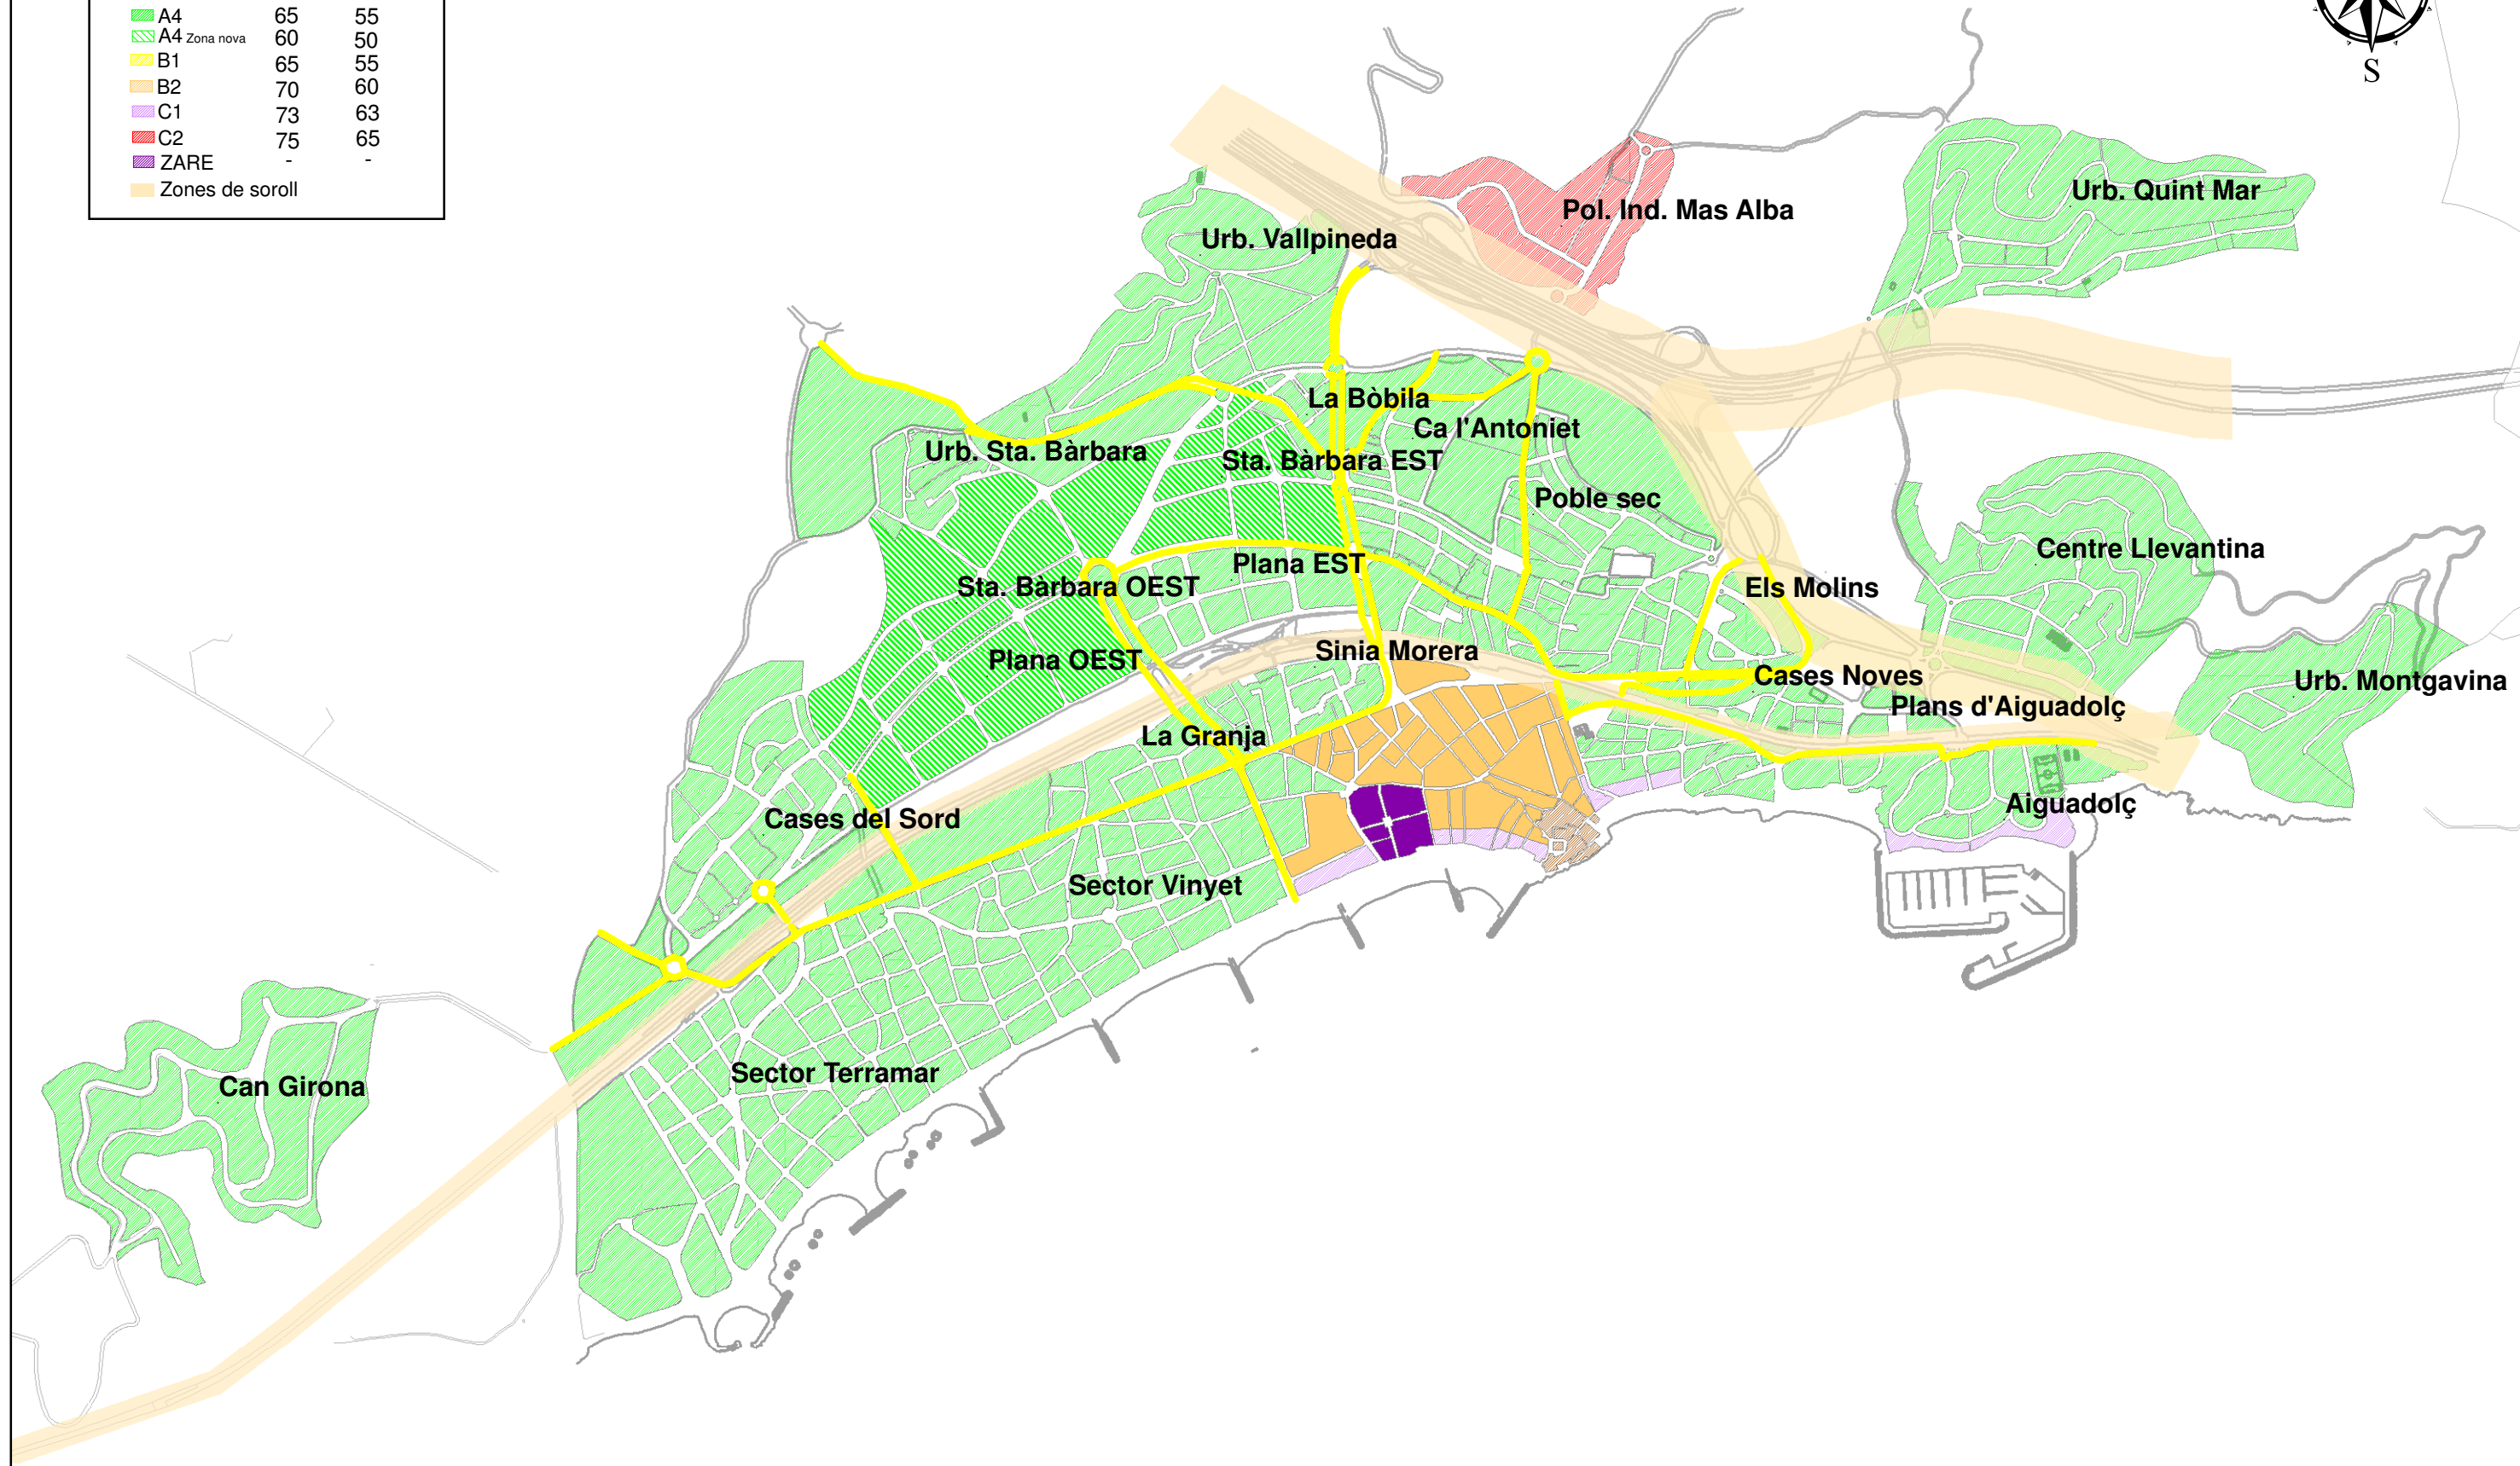 A4 65 55
A4 Zona nova 60 50
B1 65 55
B2 70 60
C1 73 63
C2 75 65
ZARE - -
Zones de soroll
S
Urb. Quint Mar
Pol. Ind. Mas Alba
Urb. Vallpineda
La Bòbila
Ca l'Antoniet
Urb. Sta. Bàrbara
Sta. Bàrbara EST
Poble sec
Centre Llevantina
Plana EST
Sta. Bàrbara OEST
Els Molins
Sinia Morera
Plana OEST
Cases Noves
Urb. Montgavina
Plans d'Aiguadolç
La Granja
Aiguadolç
Cases del Sord
Sector Vinyet
Sector Terramar
Can Girona